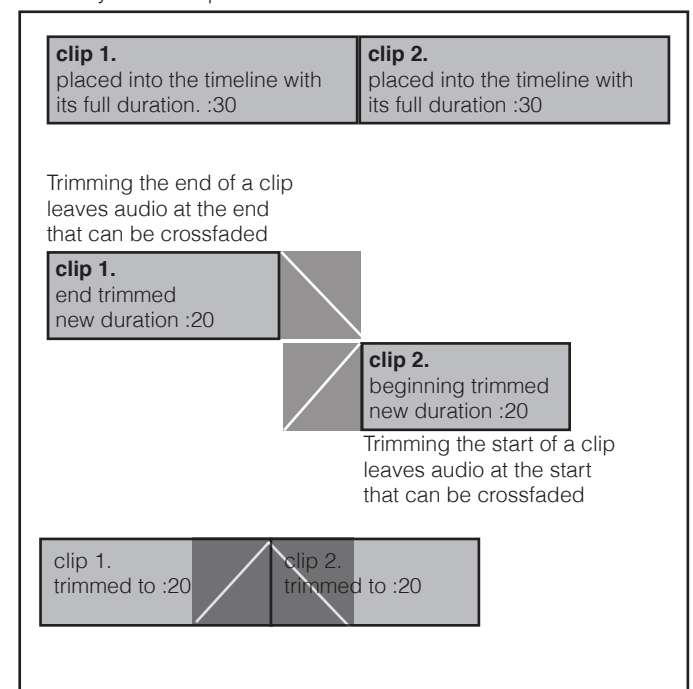 clip 1.
placed into the timeline with
its full duration. :30
clip 2.
placed into the timeline with
its full duration :30
Trimming the end of a clip
leaves audio at the end
that can be crossfaded
clip 1.
end trimmed
new duration :20
clip 2.
beginning trimmed
new duration :20
Trimming the start of a clip
leaves audio at the start
that can be crossfaded
clip 1.
trimmed to :20
clip 2.
trimmed to :20